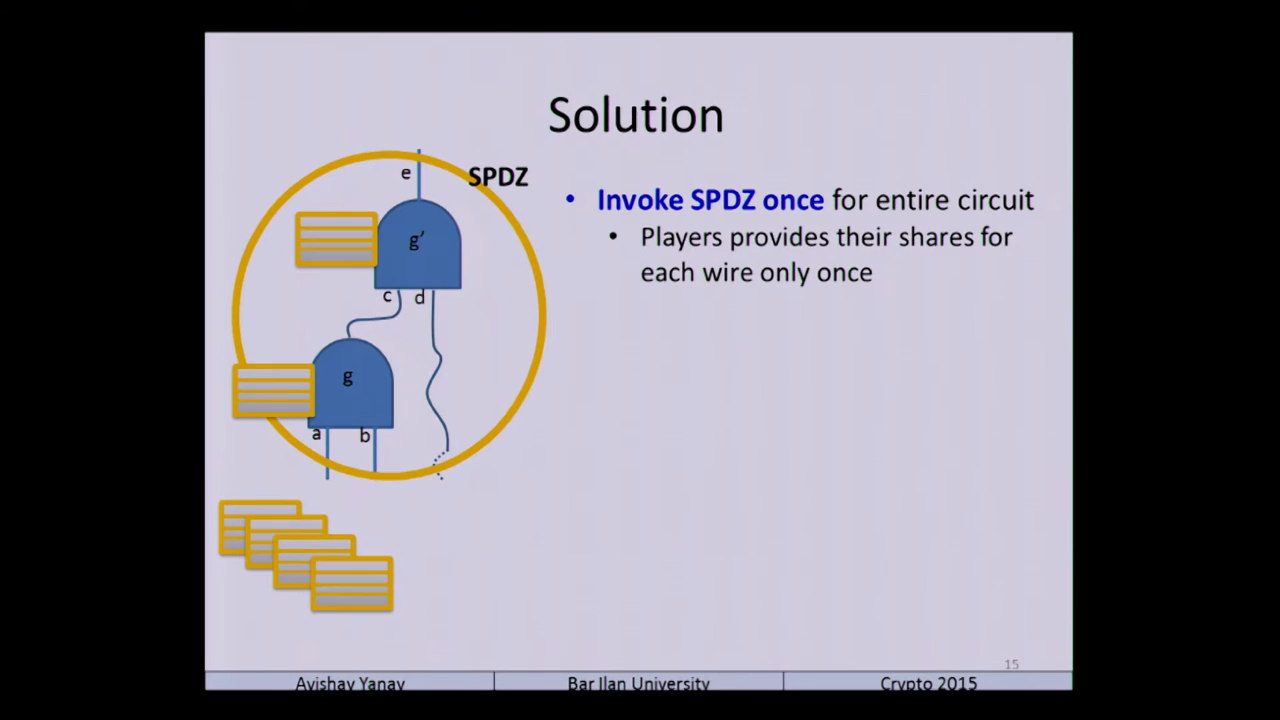 Solution
SPDZ
e
g'
c d
g
a b
• Invoke SPDZ once for entire circuit
• Players provides their shares for
each wire only once
15
Avishay Yanay
Bar Ilan University
Crypto 2015